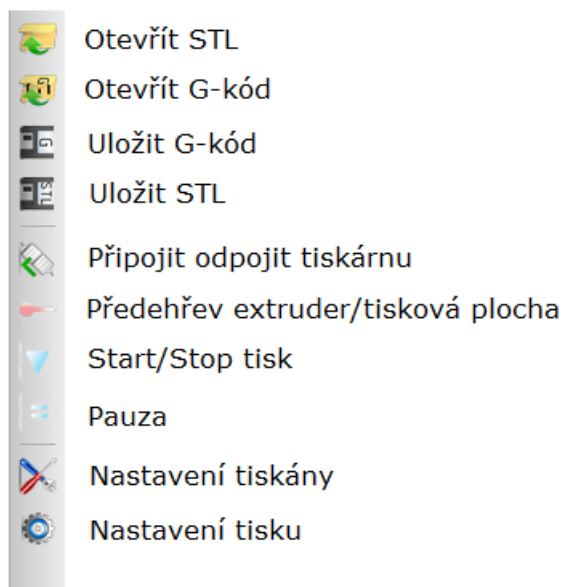 Otevřít STL
Otevřít G-kód
Uložit G-kód
Uložit STL
Připojit odpojit tiskárnu
Předehřev extruder/tisková plocha
Start/Stop tisk
Pauza
Nastavení tiskány
Nastavení tisku